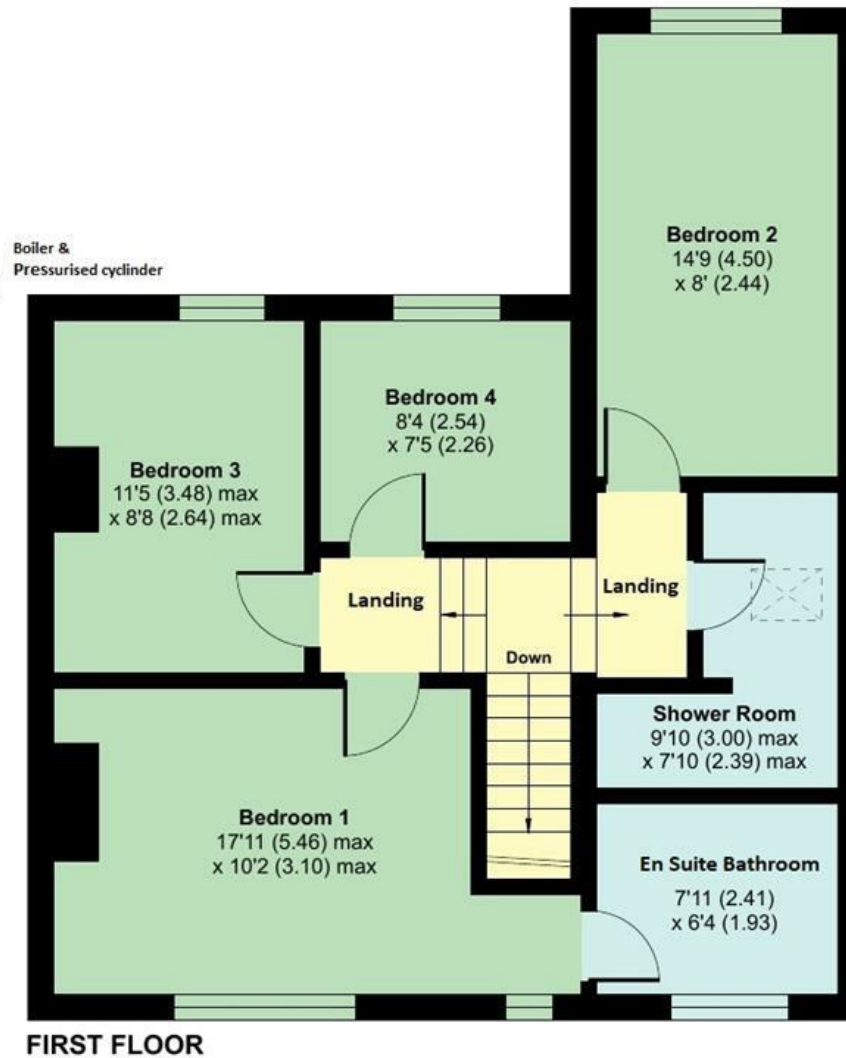 Boiler &
Pressurised cyclinder
Bedroom 2
14'9 (4.50)
x 8' (2.44)
Bedroom 4
8'4 (2.54)
x 7'5 (2.26)
Bedroom 3
11'5 (3.48) max
x 8'8 (2.64) max
Landing
Landing
Down
Shower Room
9'10 (3.00) max
x 7'10 (2.39) max
Bedroom 1
17'11 (5.46) max
x 10'2 (3.10) max
En Suite Bathroom
7'11 (2.41)
x 6'4 (1.93)
FIRST FLOOR